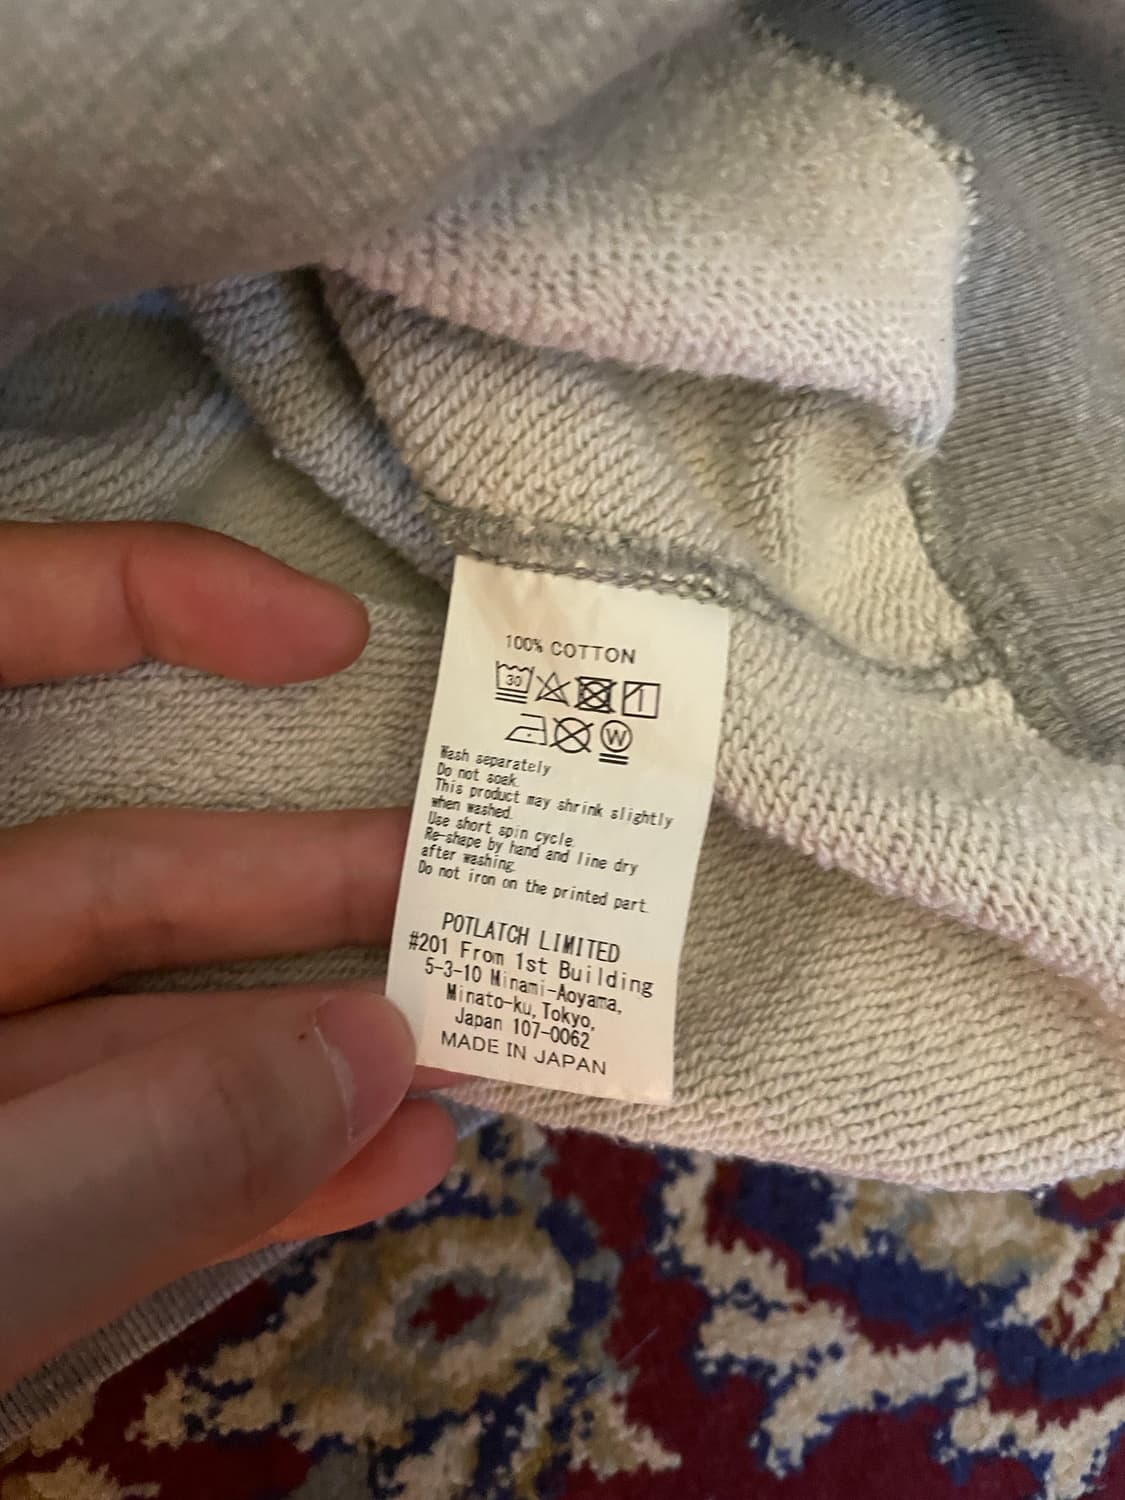 100% COTTON
30
W
Wash separately
Do not soak.
This product may shrink slightly
when washed.
Use short spin cycle.
Re-shape by hand and line dry
after washing.
Do not iron on the printed part.
POTLATCH LIMITED
#201 From 1st Building
5-3-10 Minami-Aoyama,
Minato-ku, Tokyo,
Japan 107-0062
MADE IN JAPAN